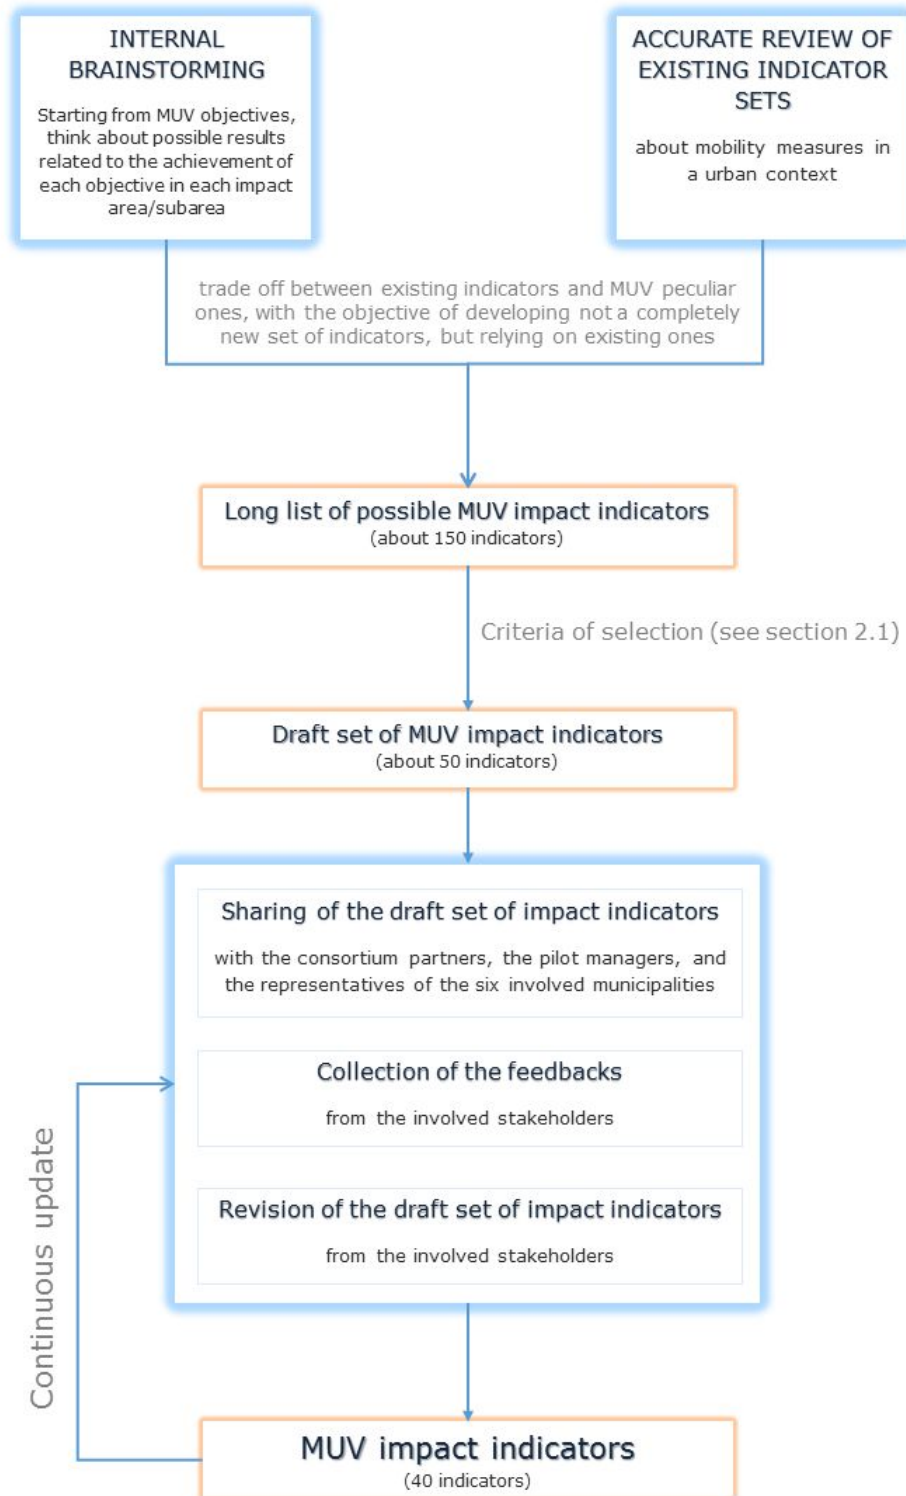 INTERNAL
BRAINSTORMING
Starting from MUV objectives,
think about possible results
related to the achievement of
each objective in each impact
area/subarea
ACCURATE REVIEW OF
EXISTING INDICATOR
SETS
about mobility measures in
a urban context
trade off between existing indicators and MUV peculiar
ones, with the objective of developing not a completely
new set of indicators, but relying on existing ones
Long list of possible MUV impact indicators
(about 150 indicators)
Criteria of selection (see section 2.1)
Draft set of MUV impact indicators
(about 50 indicators)
Sharing of the draft set of impact indicators
with the consortium partners, the pilot managers, and
the representatives of the six involved municipalities
Collection of the feedbacks
from the involved stakeholders
Revision of the draft set of impact indicators
from the involved stakeholders
Continuous update
MUV impact indicators
(40 indicators)